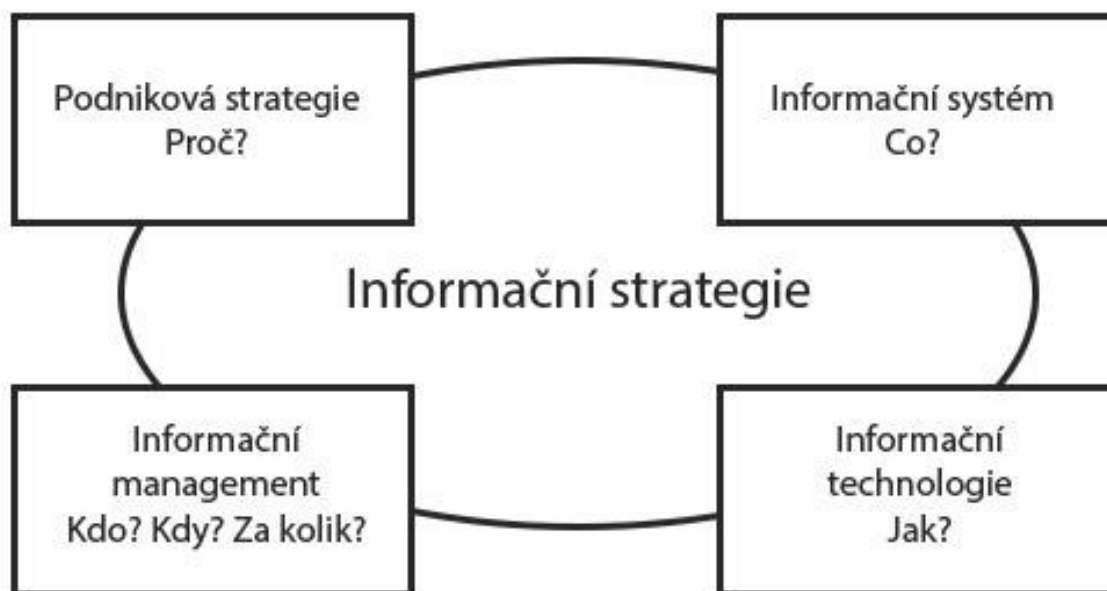 Podniková strategie
Proč?
Informační systém
Co?
Informační strategie
Informační
management
Kdo? Kdy? Za kolik?
Informační
technologie
Jak?